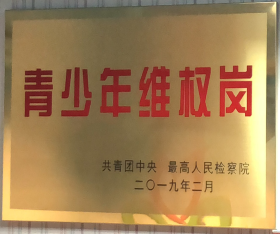 青少年维权岗
共青团中央 最高人民检察院
二〇一九年二月